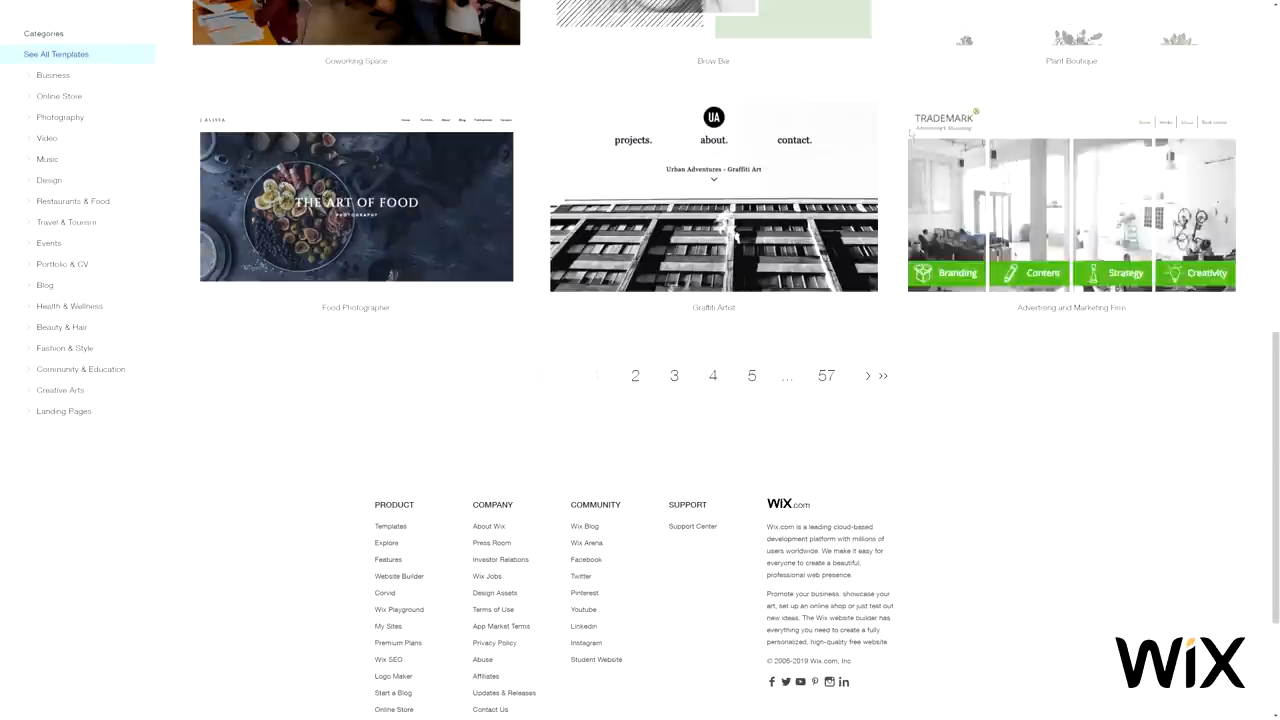 Categories
See All Templates
Business
Online Store
Photography
Video
Music
Design
Restaurants & Food
Travel & Tourism
Events
Portfolio & CV
Blog
Health & Wellness
Beauty & Hair
Fashion & Style
Community & Education
Creative Arts
Landing Pages
Coworking Space
Brow Bar
Plant Boutique
J ALISSA
Home Portfolio About Blog Publications Contact
THE ART OF FOOD
PHOTOGRAPHY
Food Photographer
UA
projects. about. contact.
Urban Adventures - Graffiti Art
Graffiti Artist
TRADEMARK
Advertising & Marketing
Branding
Content
Strategy
Creativity
Advertising and Marketing Firm
1 2 3 4 5 ... 57 > >>
PRODUCT
Templates
Explore
Features
Website Builder
Corvid
Wix Playground
My Sites
Premium Plans
Wix SEO
Logo Maker
Start a Blog
Online Store
COMPANY
About Wix
Press Room
Investor Relations
Wix Jobs
Design Assets
Terms of Use
App Market Terms
Privacy Policy
Abuse
Affiliates
Updates & Releases
Contact Us
COMMUNITY
Wix Blog
Wix Arena
Facebook
Twitter
Pinterest
Youtube
Linkedin
Instagram
Student Website
SUPPORT
Support Center
WiX.com
Wix.com is a leading cloud-based
development platform with millions of
users worldwide. We make it easy for
everyone to create a beautiful,
professional web presence.
Promote your business, showcase your
art, set up an online shop or just test out
new ideas. The Wix website builder has
everything you need to create a fully
personalized, high-quality free website
© 2006-2019 Wix.com, Inc
WiX